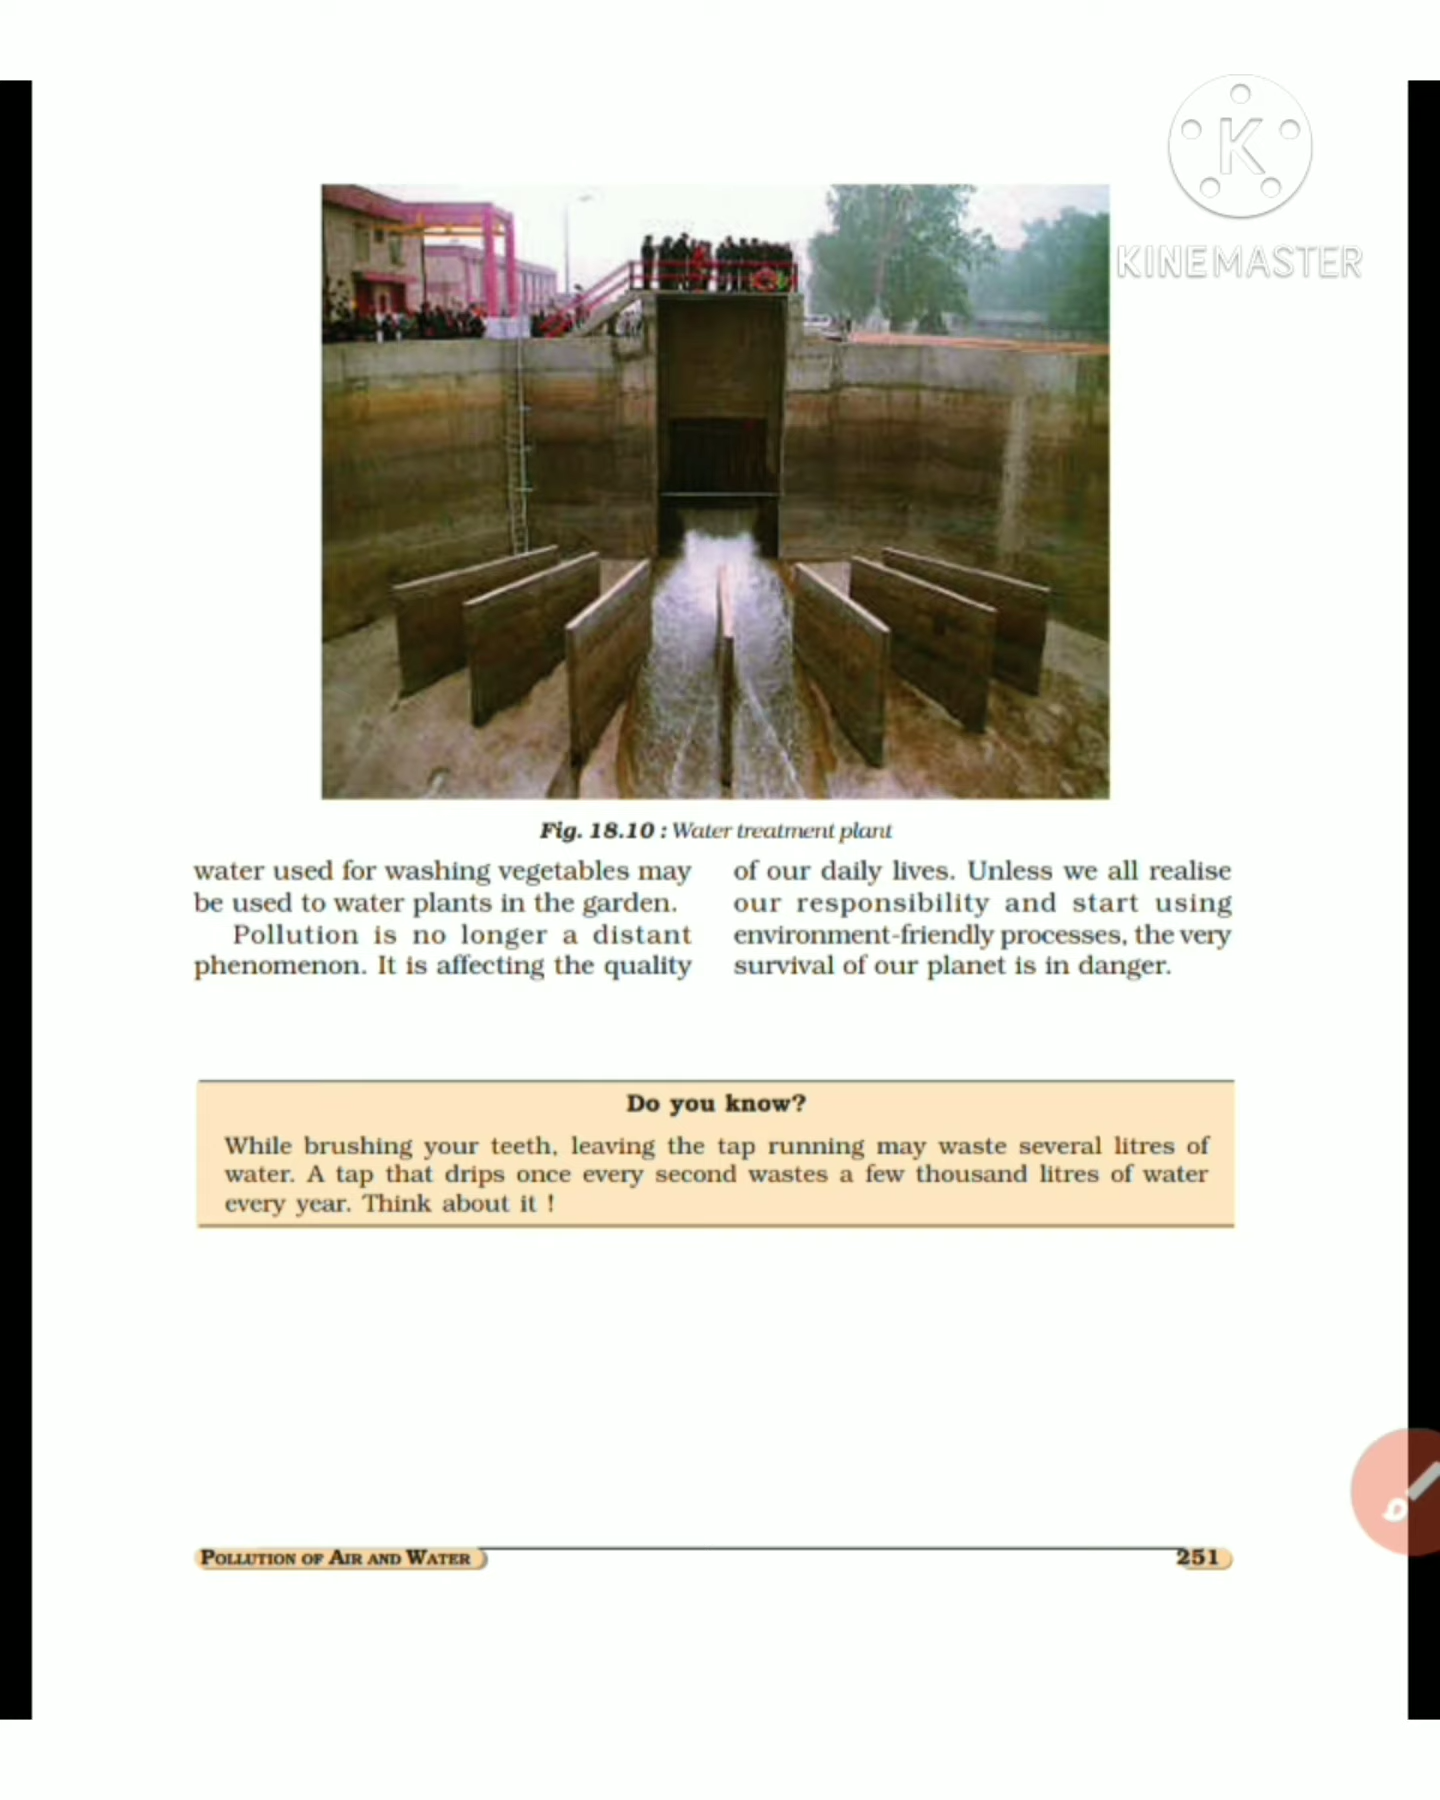 K
KINEMASTER
Fig. 18.10 : Water treatment plant
water used for washing vegetables may
be used to water plants in the garden.
Pollution is no longer a distant
phenomenon. It is affecting the quality
of our daily lives. Unless we all realise
our responsibility and start using
environment-friendly processes, the very
survival of our planet is in danger.
Do you know?
While brushing your teeth, leaving the tap running may waste several litres of
water. A tap that drips once every second wastes a few thousand litres of water
every year. Think about it !
POLLUTION OF AIR AND WATER
251